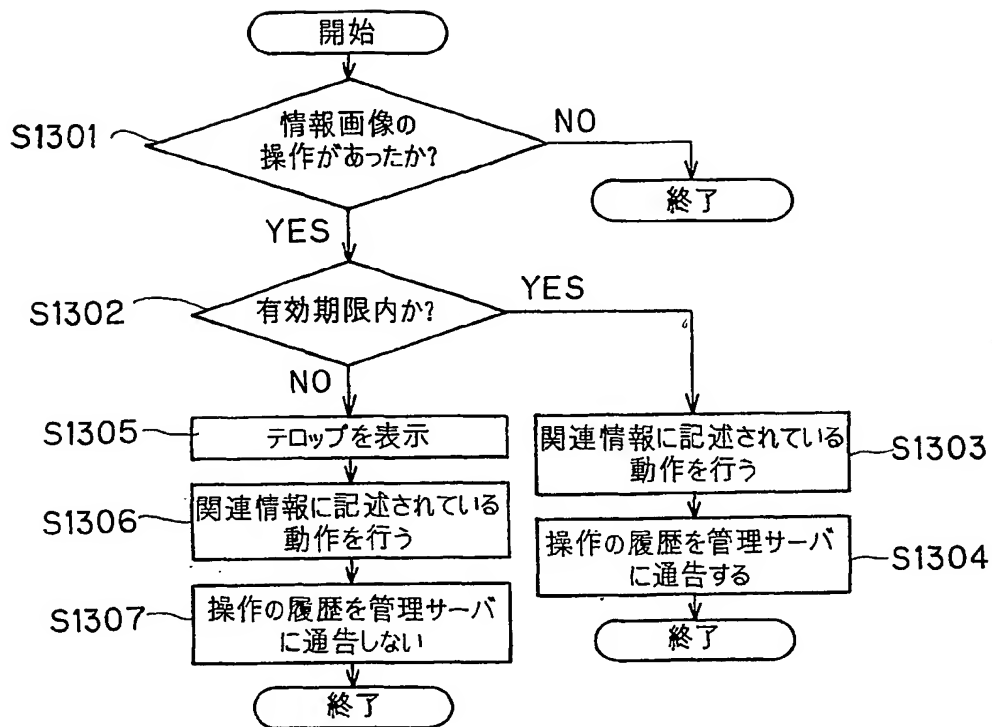 開始
S1301
情報画像の
操作があったか?
NO
終了
YES
S1302
有効期限内か?
YES
NO
S1305
テロップを表示
S1306
関連情報に記述されている
動作を行う
S1307
操作の履歴を管理サーバ
に通告しない
終了
関連情報に記述されている
動作を行う
S1303
操作の履歴を管理サーバ
に通告する
S1304
終了